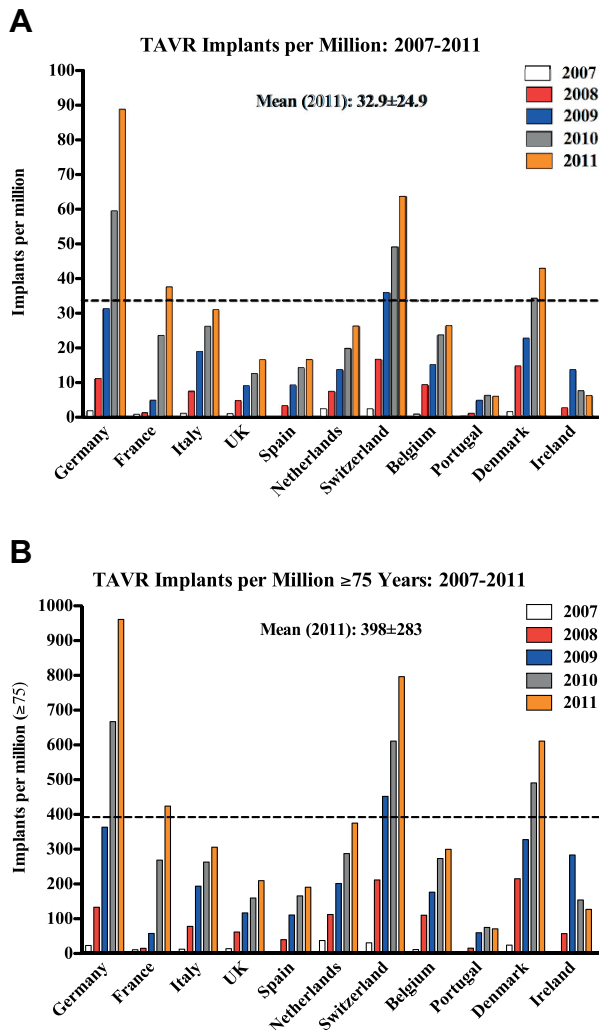 A
TAVR Implants per Million: 2007-2011
Mean (2011): 32.9±24.9
2007
2008
2009
2010
2011
Implants per million
100
90
80
70
60
50
40
30
20
10
0
Germany
France
Italy
UK
Spain
Netherlands
Switzerland
Belgium
Portugal
Denmark
Ireland
B
TAVR Implants per Million ≥75 Years: 2007-2011
Mean (2011): 398±283
2007
2008
2009
2010
2011
Implants per million (≥75)
1000
900
800
700
600
500
400
300
200
100
0
Germany
France
Italy
UK
Spain
Netherlands
Switzerland
Belgium
Portugal
Denmark
Ireland